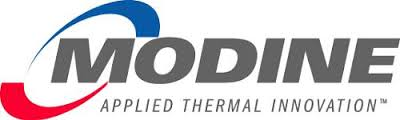 MODINE
APPLIED THERMAL INNOVATION™